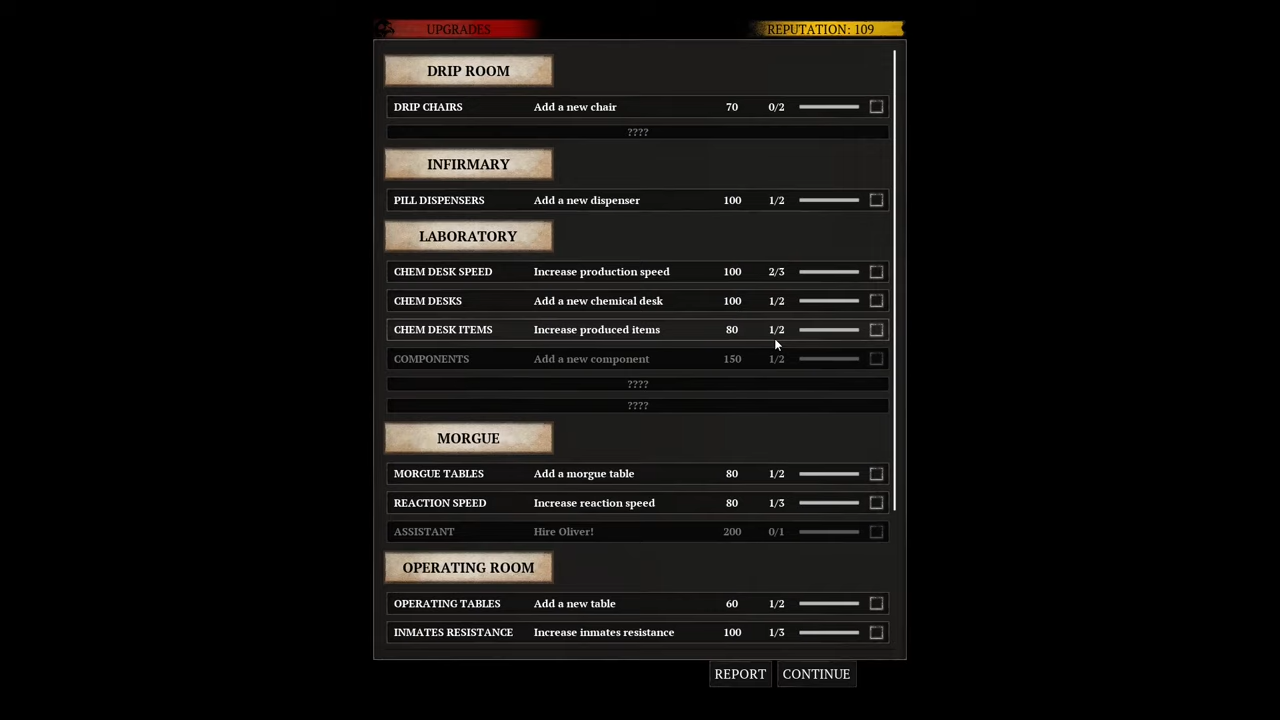 UPGRADES REPUTATION: 109
DRIP ROOM
DRIP CHAIRS Add a new chair 70 0/2
????
INFIRMARY
PILL DISPENSERS Add a new dispenser 100 1/2
LABORATORY
CHEM DESK SPEED Increase production speed 100 2/3
CHEM DESKS Add a new chemical desk 100 1/2
CHEM DESK ITEMS Increase produced items 80 1/2
COMPONENTS Add a new component 150 1/2
????
????
MORGUE
MORGUE TABLES Add a morgue table 80 1/2
REACTION SPEED Increase reaction speed 80 1/3
ASSISTANT Hire Oliver! 200 0/1
OPERATING ROOM
OPERATING TABLES Add a new table 60 1/2
INMATES RESISTANCE Increase inmates resistance 100 1/3
REPORT CONTINUE